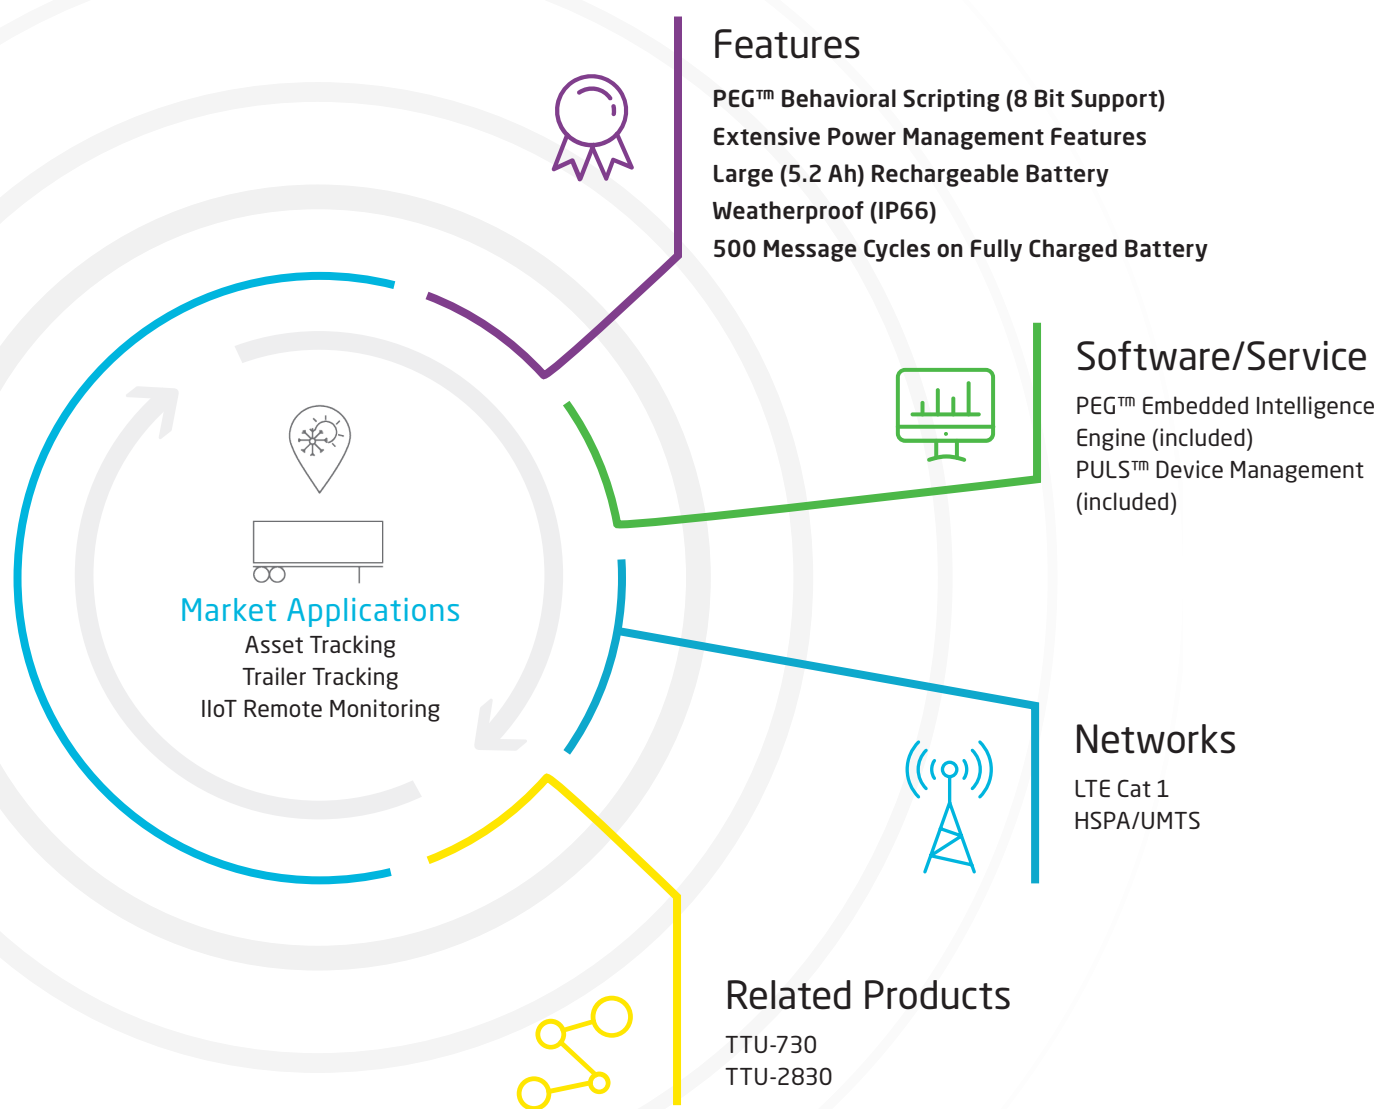 Features
PEG™ Behavioral Scripting (8 Bit Support)
Extensive Power Management Features
Large (5.2 Ah) Rechargeable Battery
Weatherproof (IP66)
500 Message Cycles on Fully Charged Battery
Software/Service
PEG™ Embedded Intelligence
Engine (included)
PULS™ Device Management
(included)
Market Applications
Asset Tracking
Trailer Tracking
IIoT Remote Monitoring
Networks
LTE Cat 1
HSPA/UMTS
Related Products
TTU-730
TTU-2830